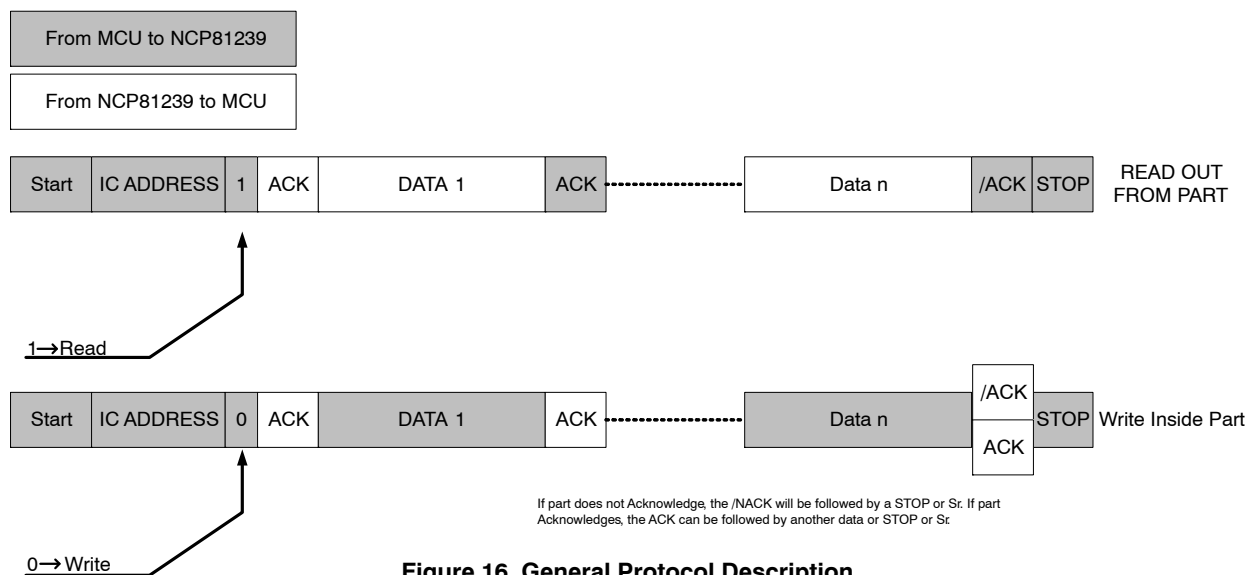 From MCU to NCP81239
From NCP81239 to MCU
Start IC ADDRESS 1 ACK DATA 1 ACK Data n /ACK STOP READ OUT
FROM PART
1→Read
Start IC ADDRESS 0 ACK DATA 1 ACK Data n /ACK
ACK STOP Write Inside Part
If part does not Acknowledge, the /NACK will be followed by a STOP or Sr. If part
Acknowledges, the ACK can be followed by another data or STOP or Sr.
0→Write
Figure 16. General Protocol Description